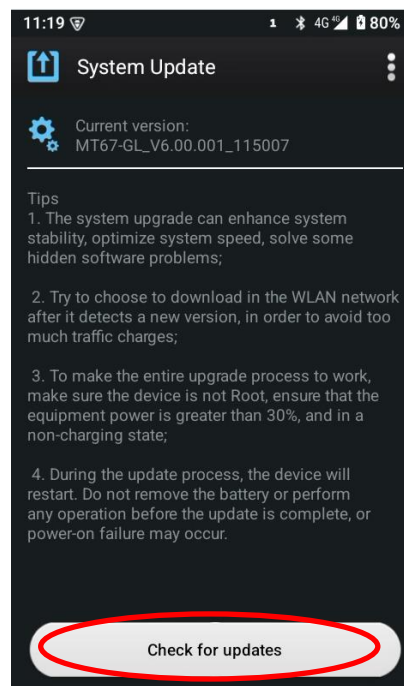 11:19 1 4G 4G 80%
System Update
Current version:
MT67-GL_V6.00.001_115007
Tips
1. The system upgrade can enhance system
stability, optimize system speed, solve some
hidden software problems;
2. Try to choose to download in the WLAN network
after it detects a new version, in order to avoid too
much traffic charges;
3. To make the entire upgrade process to work,
make sure the device is not Root, ensure that the
equipment power is greater than 30%, and in a
non-charging state;
4. During the update process, the device will
restart. Do not remove the battery or perform
any operation before the update is complete, or
power-on failure may occur.
Check for updates